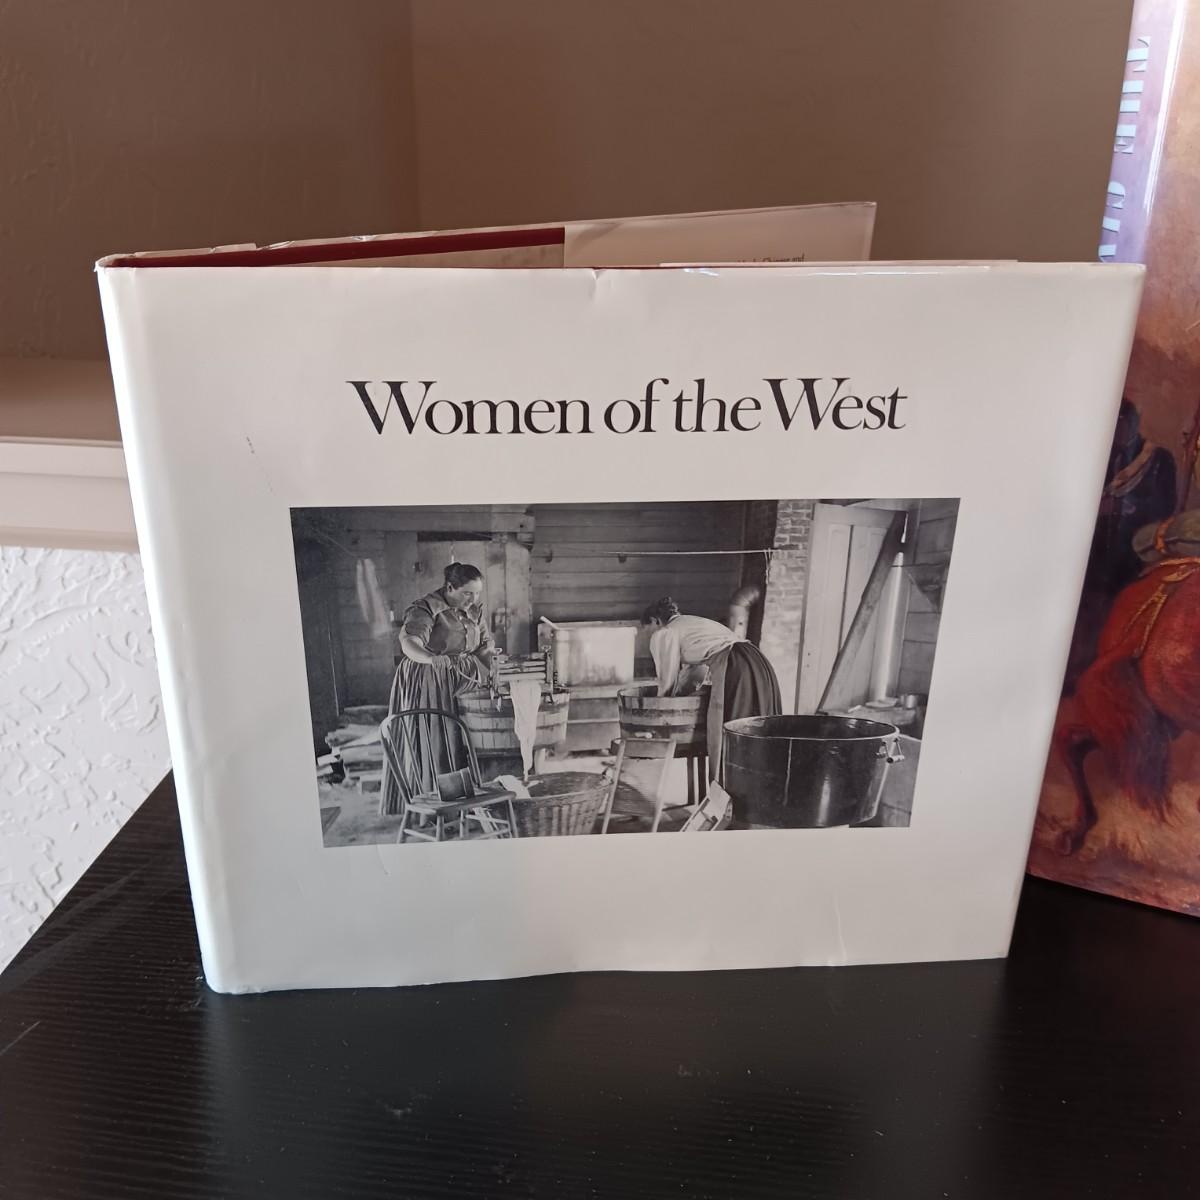 Women of the West